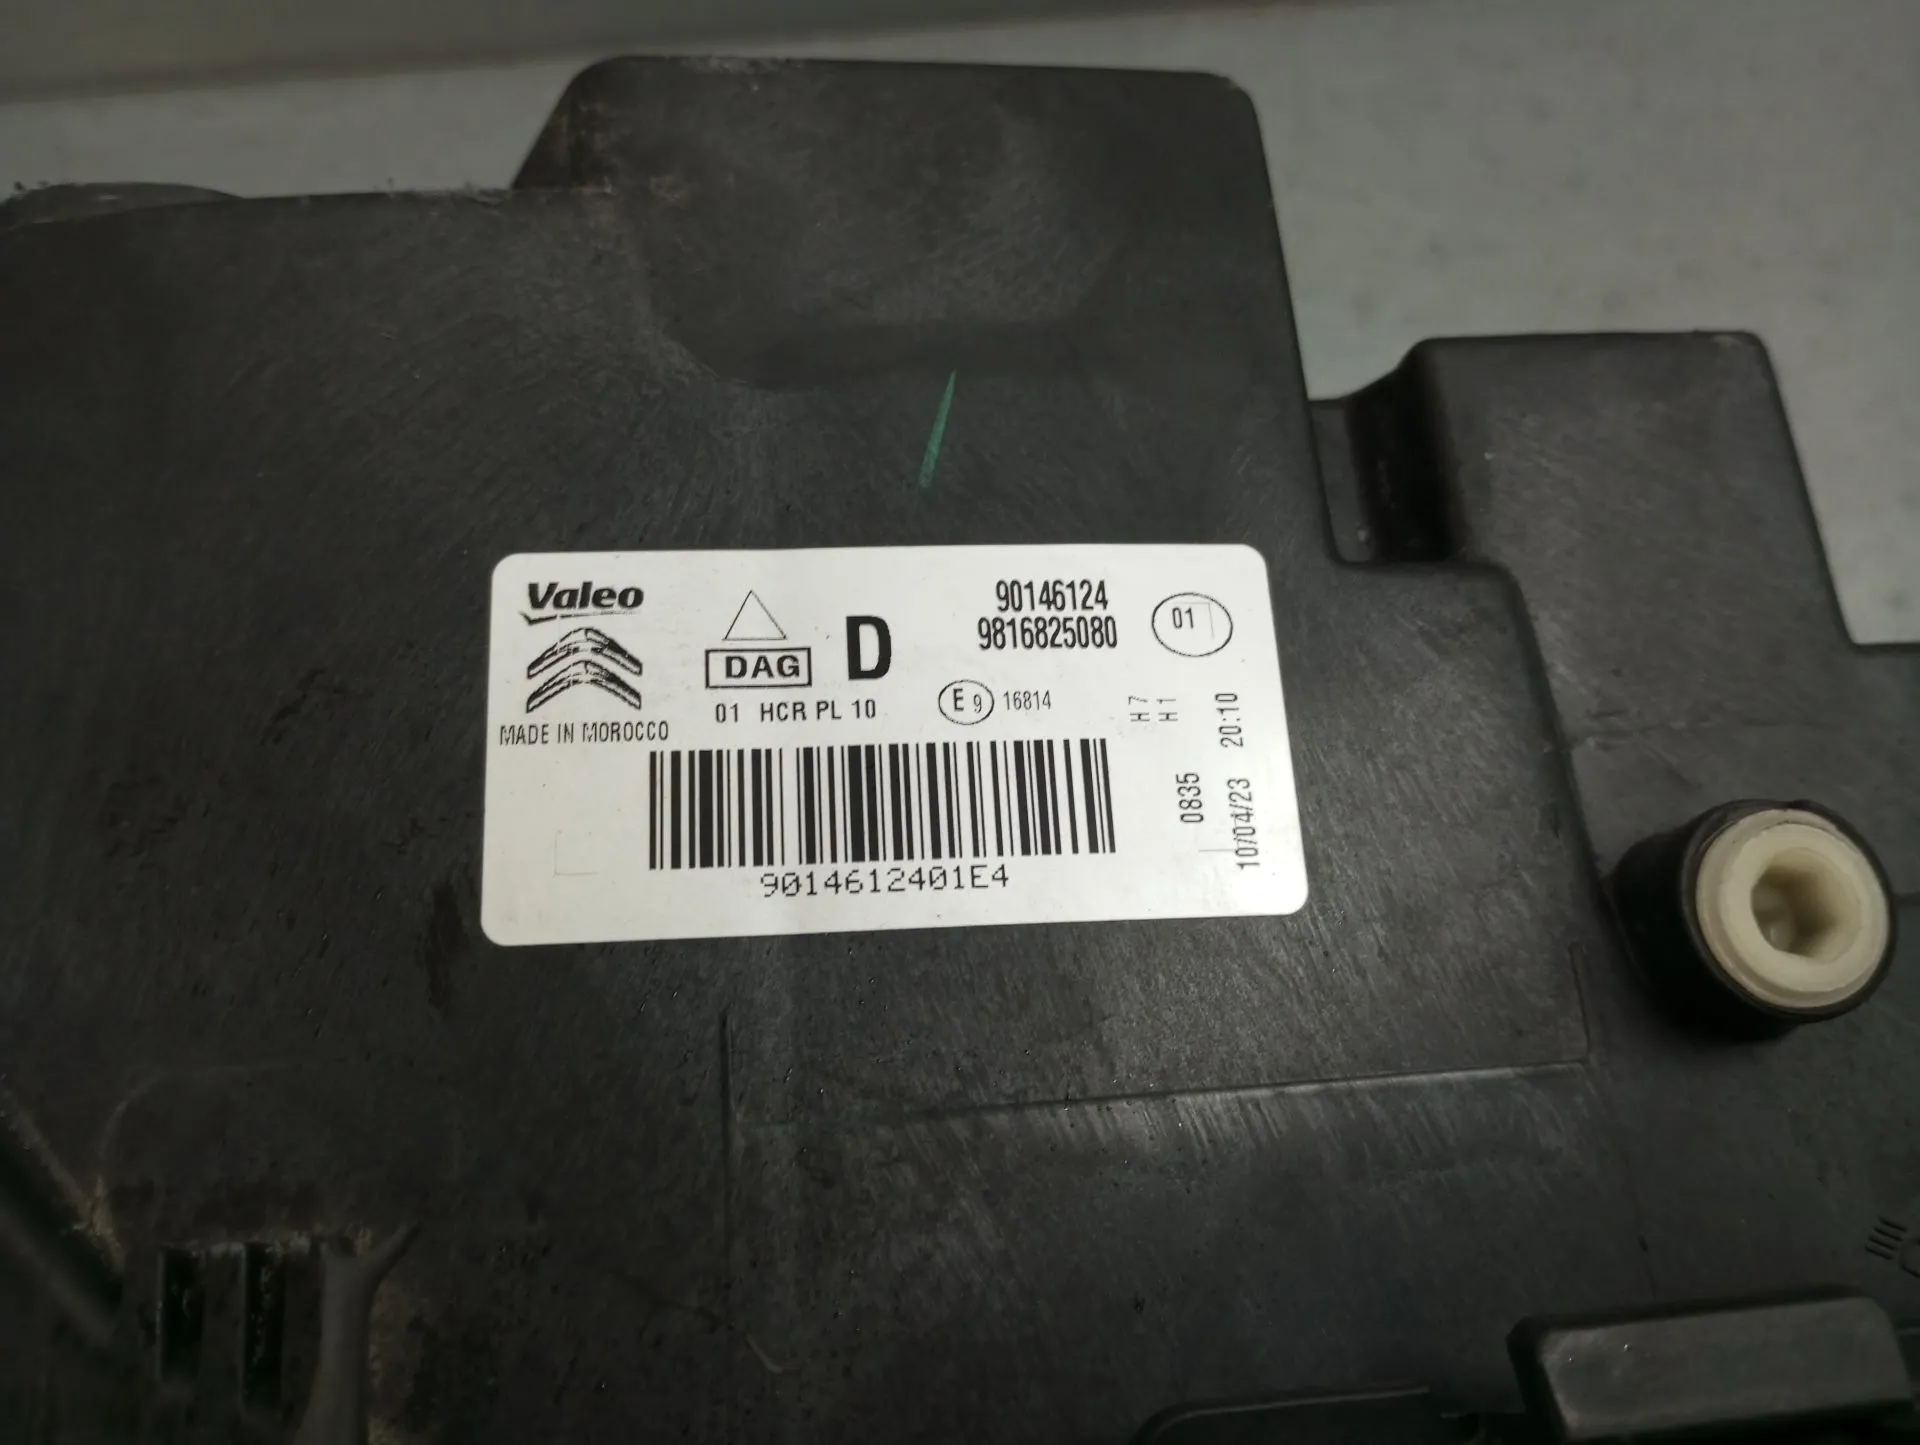 Valeo
DAG
D
90146124
9816825080
01
01 HCR PL 10
E 9 16814
MADE IN MOROCCO
H7
H1
0835
10/04/23 20:10
9014612401E4